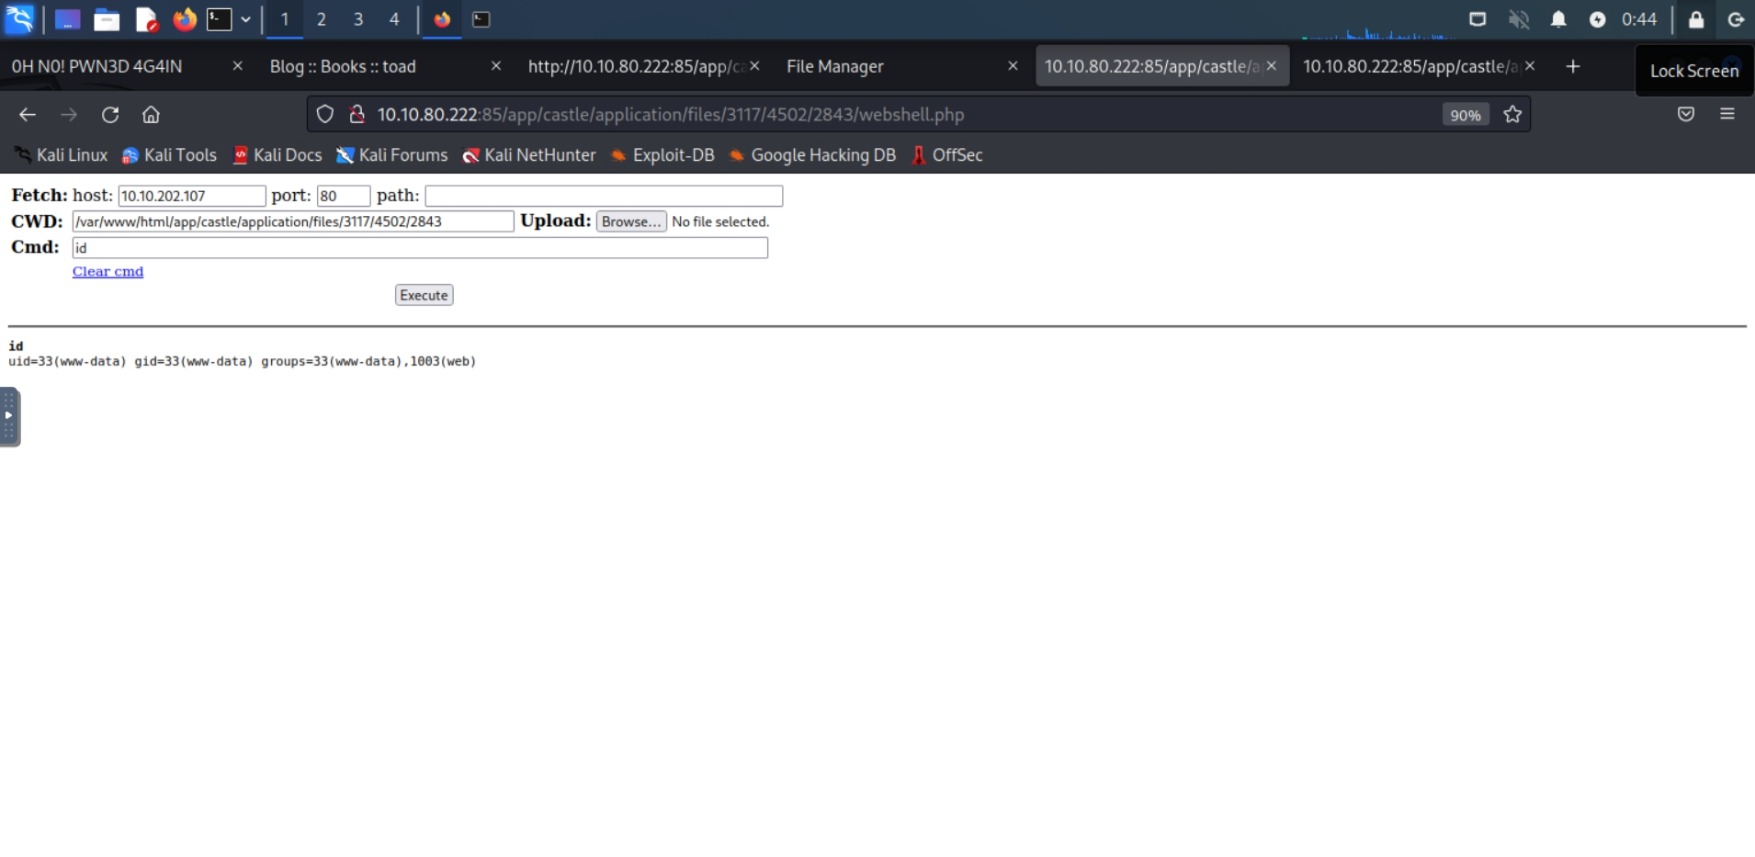 1 2 3 4 0:44
0H N0! PWN3D 4G4IN Blog :: Books :: toad http://10.10.80.222:85/app/ca File Manager 10.10.80.222:85/app/castle/a 10.10.80.222:85/app/castle/a Lock Screen
10.10.80.222:85/app/castle/application/files/3117/4502/2843/webshell.php 90%
Kali Linux Kali Tools Kali Docs Kali Forums Kali NetHunter Exploit-DB Google Hacking DB OffSec
Fetch: host: 10.10.202.107 port: 80 path:
CWD: /var/www/html/app/castle/application/files/3117/4502/2843 Upload: Browse... No file selected.
Cmd: id
Clear cmd
Execute
id
uid=33(www-data) gid=33(www-data) groups=33(www-data),1003(web)